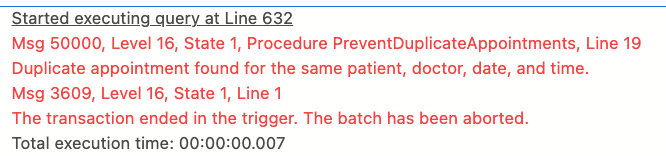 Started executing query at Line 632
Msg 50000, Level 16, State 1, Procedure PreventDuplicateAppointments, Line 19
Duplicate appointment found for the same patient, doctor, date, and time.
Msg 3609, Level 16, State 1, Line 1
The transaction ended in the trigger. The batch has been aborted.
Total execution time: 00:00:00.007